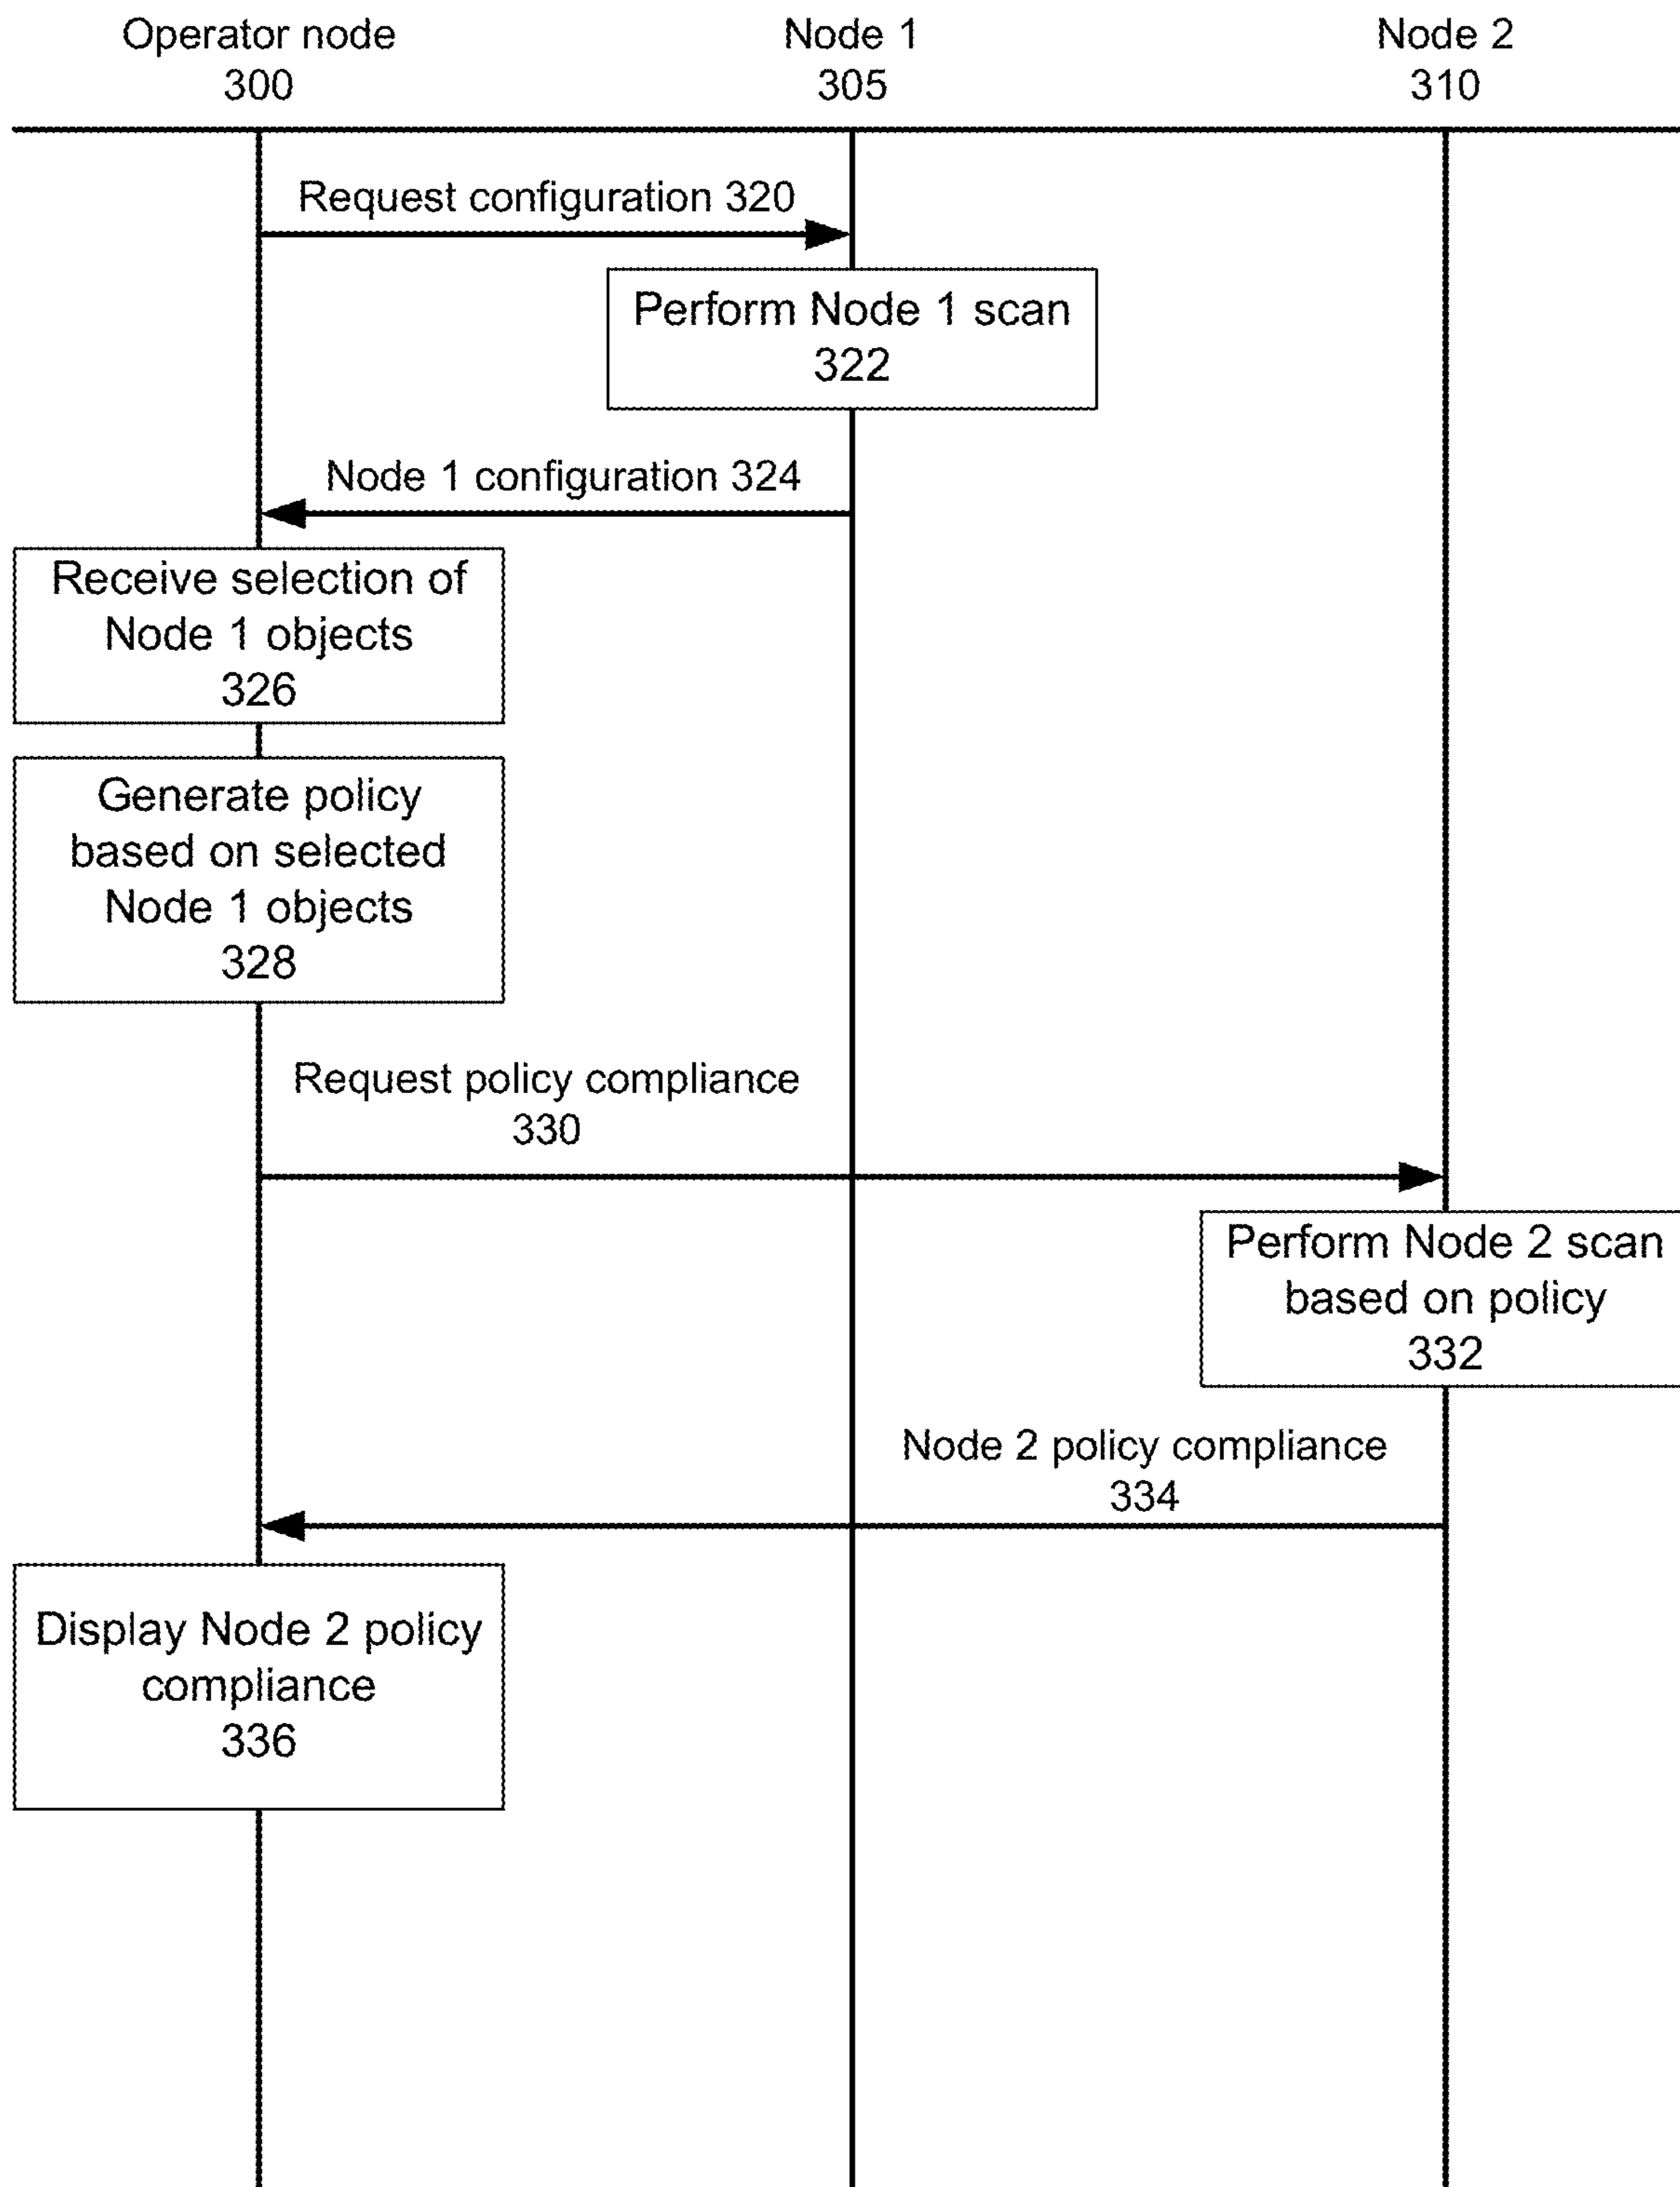 Operator node
300
Node 1
305
Node 2
310
Request configuration 320
Perform Node 1 scan
322
Node 1 configuration 324
Receive selection of
Node 1 objects
326
Generate policy
based on selected
Node 1 objects
328
Request policy compliance
330
Perform Node 2 scan
based on policy
332
Node 2 policy compliance
334
Display Node 2 policy
compliance
336